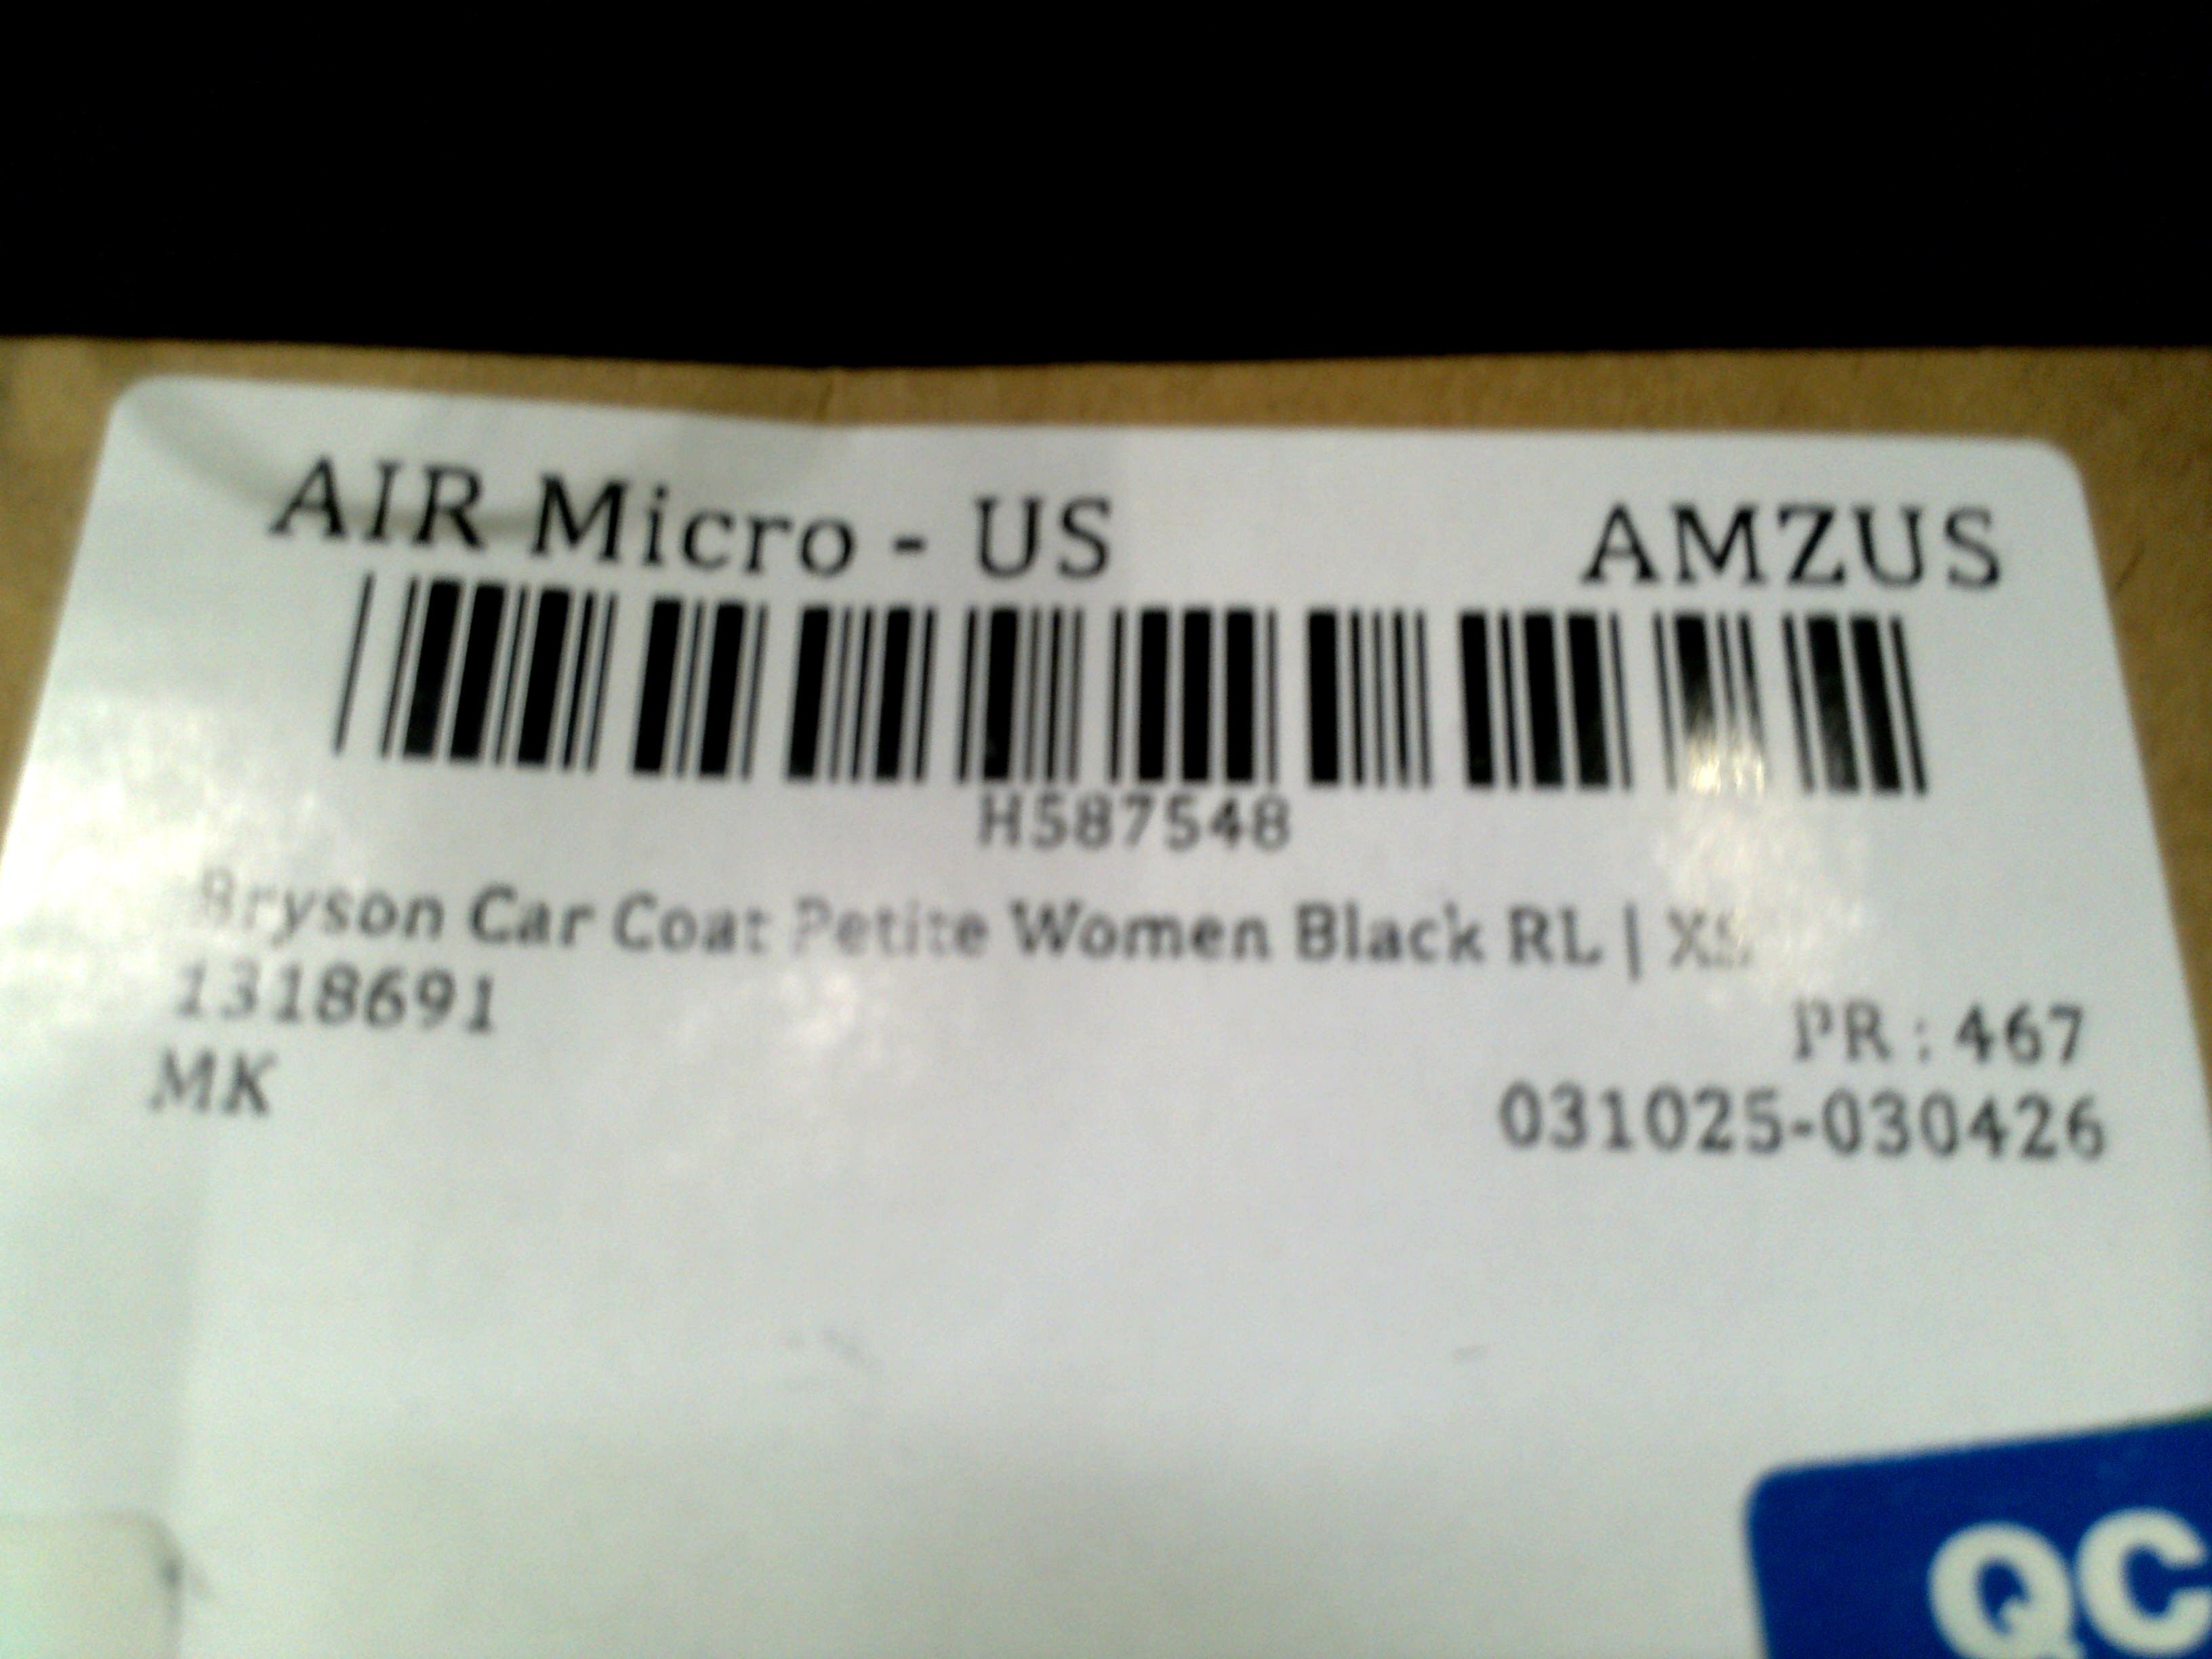 AIR Micro - US AMZUS
H587548
Bryson Car Coat Petite Women Black RL | XS
1318691
PR : 467
MK
031025-030426
QC